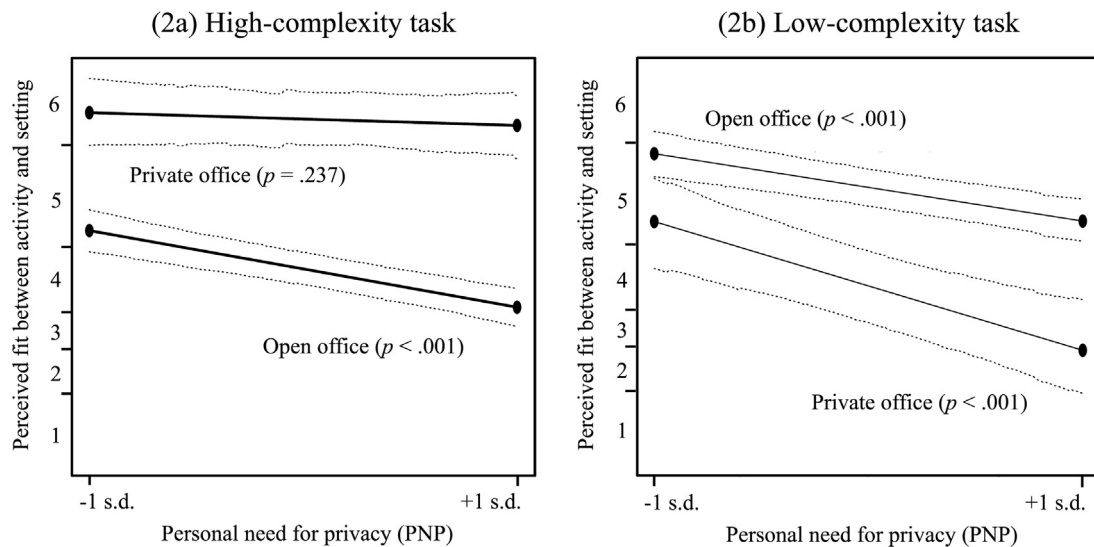 (2a) High-complexity task
Perceived fit between activity and setting
6
5
4
3
2
1
Private office (p = .237)
Open office (p < .001)
-1 s.d.
+1 s.d.
Personal need for privacy (PNP)
(2b) Low-complexity task
Perceived fit between activity and setting
6
5
4
3
2
1
Open office (p < .001)
Private office (p < .001)
-1 s.d.
+1 s.d.
Personal need for privacy (PNP)